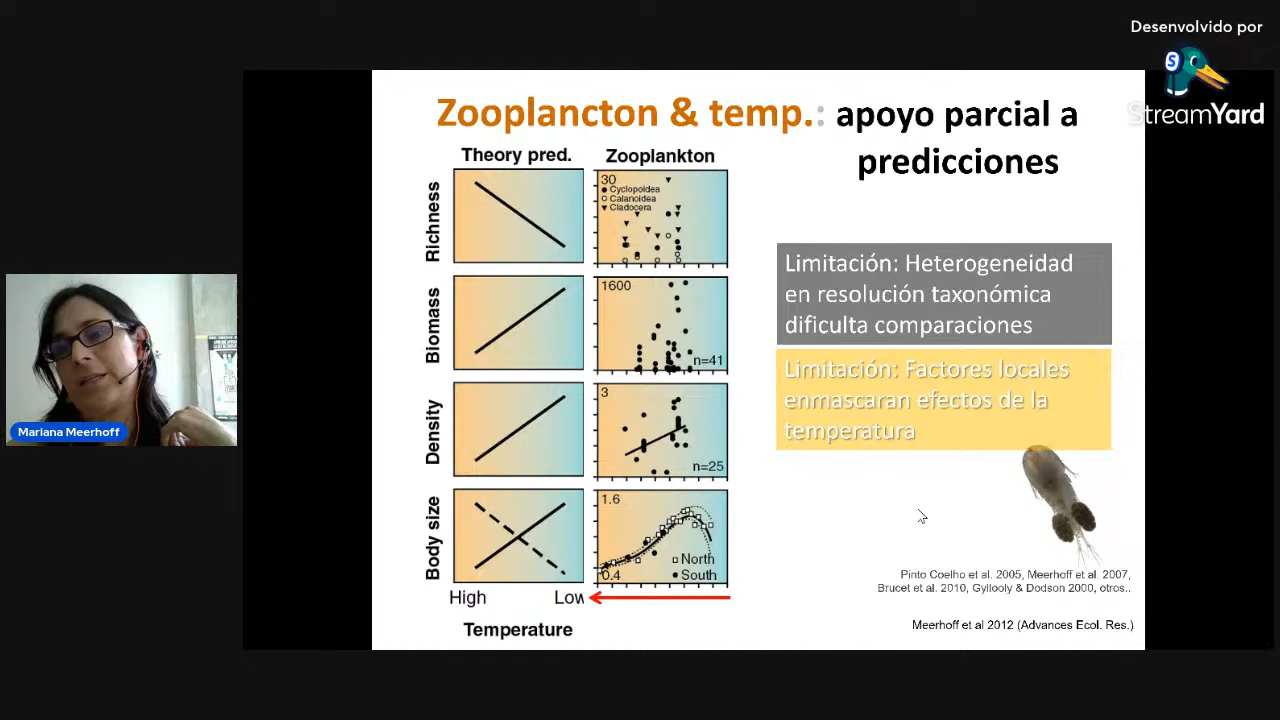 Desenvolvido por
StreamYard
Zooplancton & temp.: apoyo parcial a
predicciones
Theory pred.
Zooplankton
Richness
30
Cyclopoidea
Calanoidea
Cladocera
Biomass
1600
n=41
Density
3
n=25
Body size
1.6
0.4
North
South
High
Low
Temperature
Limitación: Heterogeneidad
en resolución taxonómica
dificulta comparaciones
Limitación: Factores locales
enmascaran efectos de la
temperatura
Pinto Coelho et al. 2005, Meerhoff et al. 2007,
Brucet et al. 2010, Gyllooly & Dodson 2000, otros..
Meerhoff et al 2012 (Advances Ecol. Res.)
Mariana Meerhoff